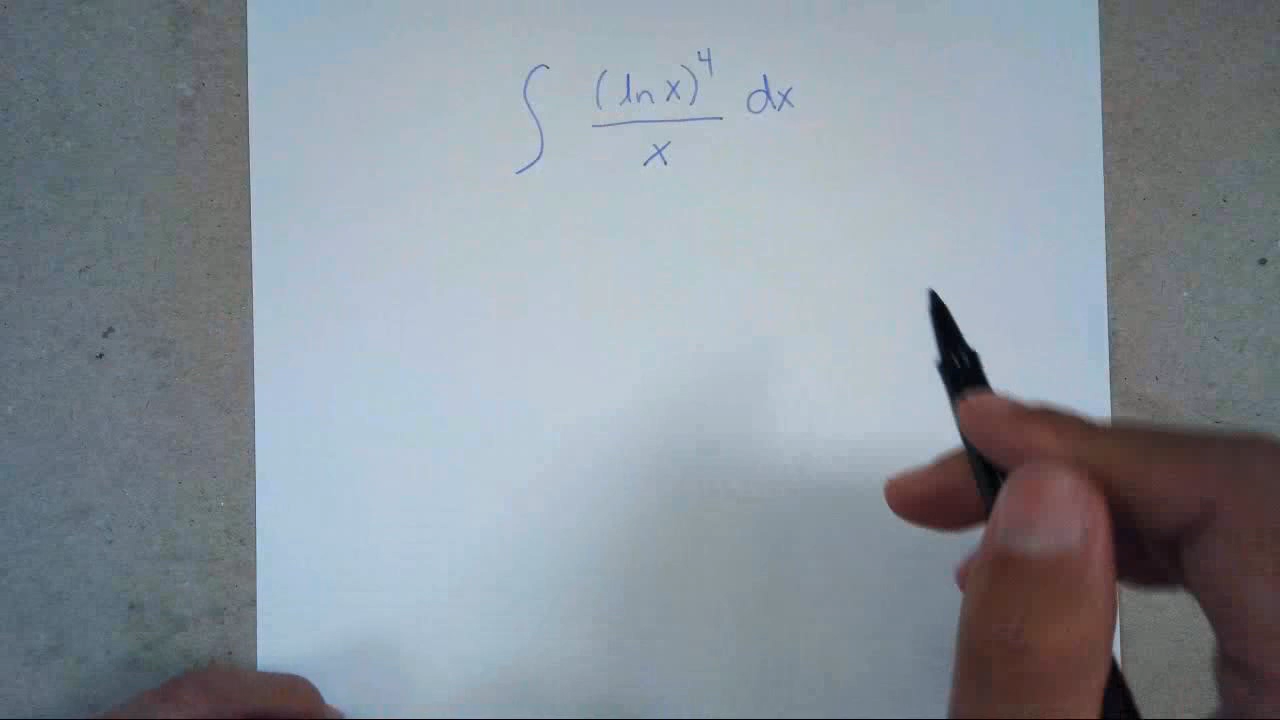 ∫ (ln x)^4 / x dx